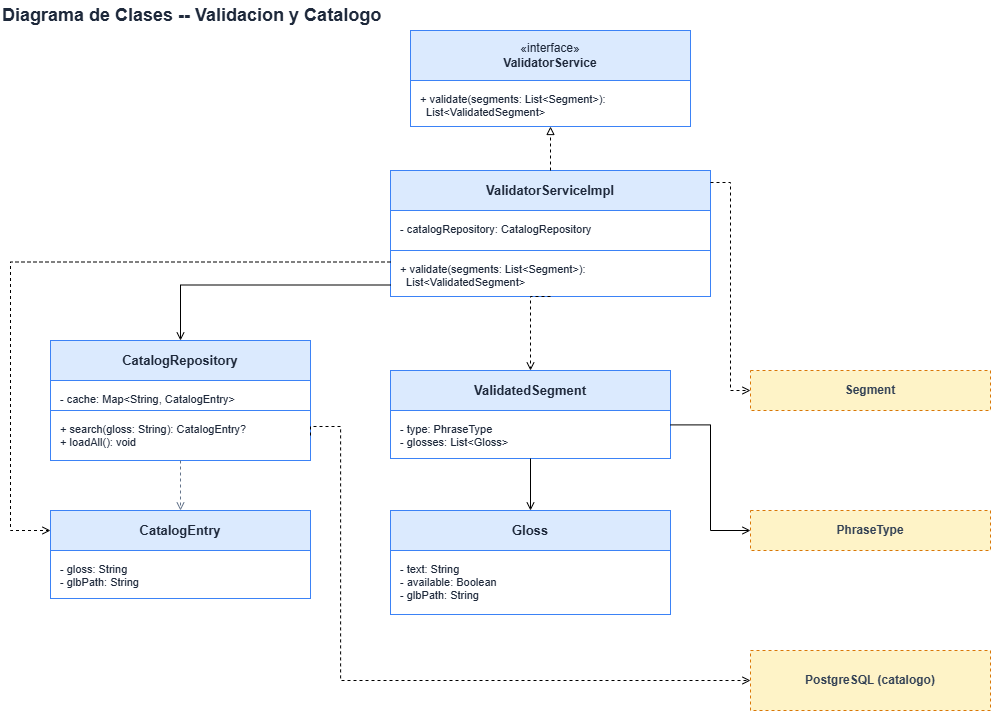 Diagrama de Clases -- Validacion y Catalogo
«interface»
ValidatorService
+ validate(segments: List<Segment>):
List<ValidatedSegment>
ValidatorServiceImpl
- catalogRepository: CatalogRepository
+ validate(segments: List<Segment>):
List<ValidatedSegment>
CatalogRepository
- cache: Map<String, CatalogEntry>
+ search(gloss: String): CatalogEntry?
+ loadAll(): void
ValidatedSegment
- type: PhraseType
- glosses: List<Gloss>
Segment
CatalogEntry
- gloss: String
- glbPath: String
Gloss
- text: String
- available: Boolean
- glbPath: String
PhraseType
PostgreSQL (catalogo)